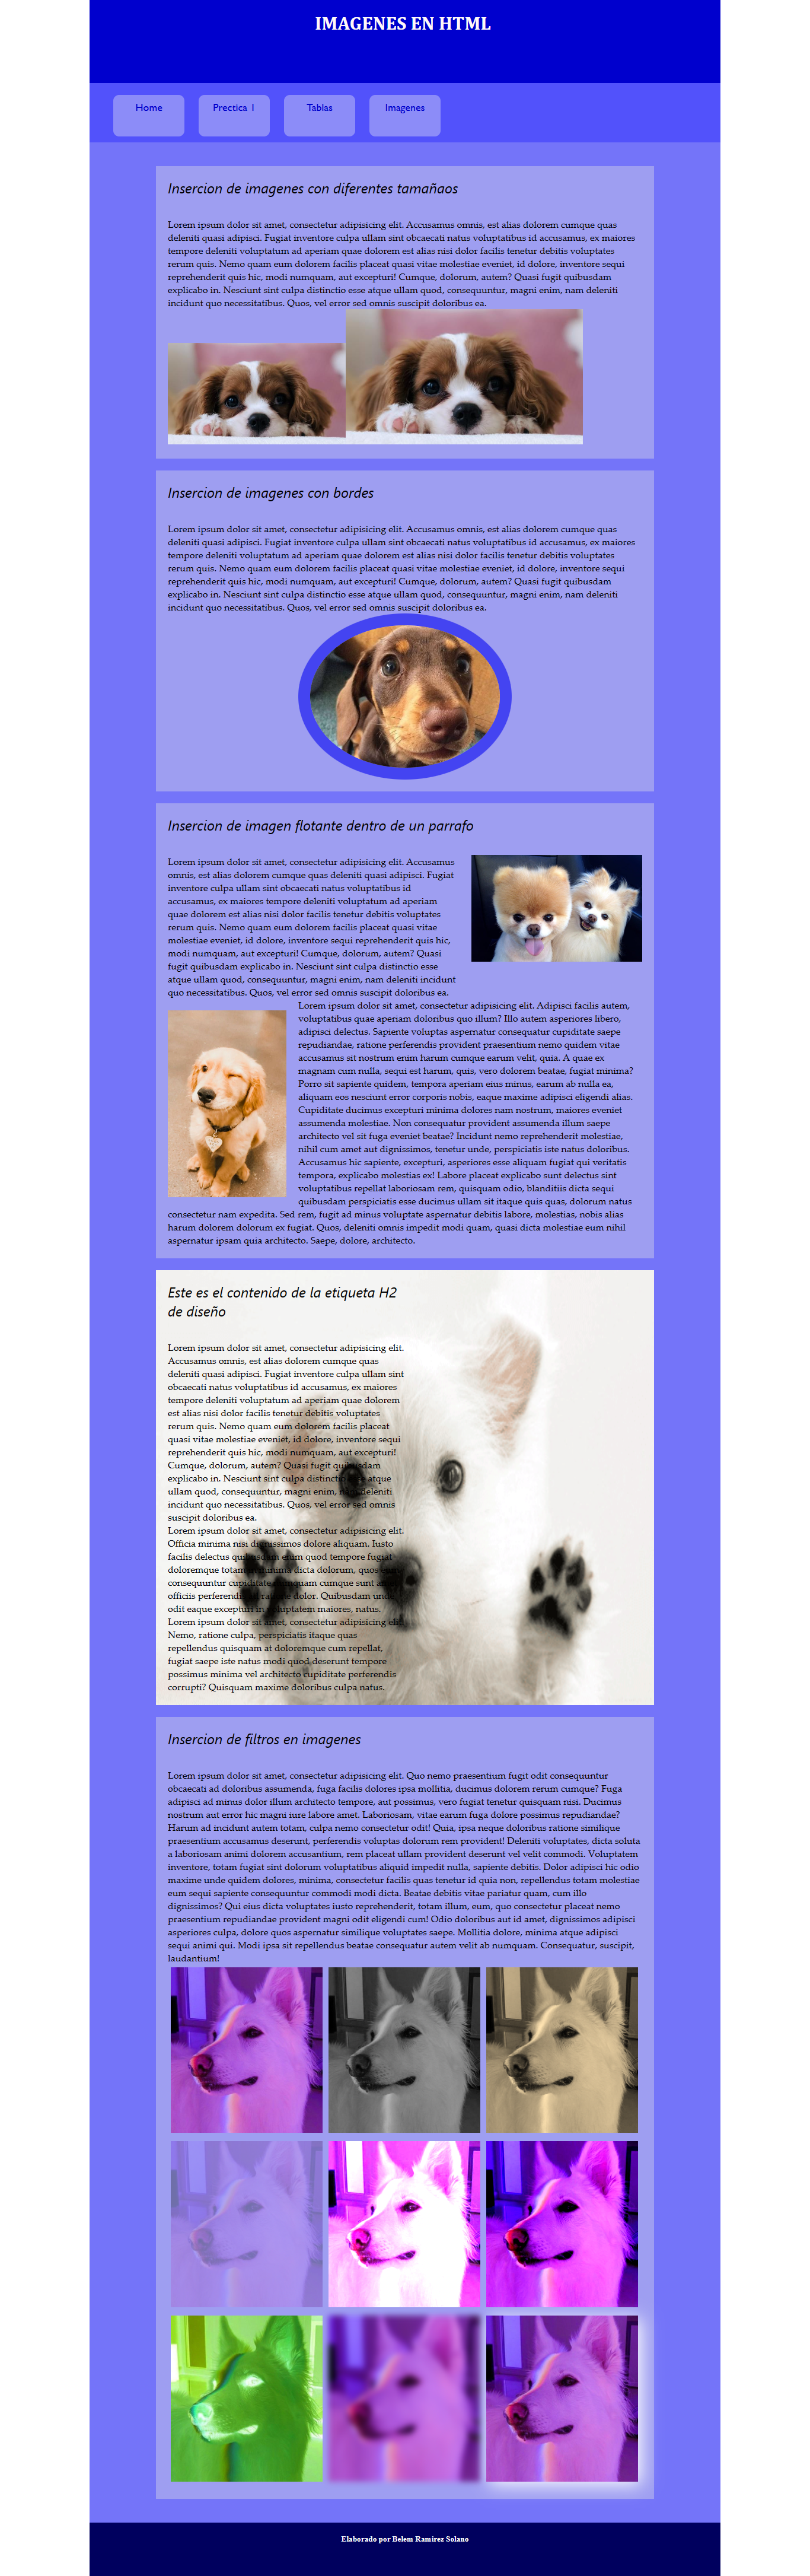 IMAGENES EN HTML
Home
Prectica 1
Tablas
Imagenes
Insercion de imagenes con diferentes tamañaos
Lorem ipsum dolor sit amet, consectetur adipisicing elit. Accusamus omnis, est alias dolorem cumque quas
deleniti quasi adipisci. Fugiat inventore culpa ullam sint obcaecati natus voluptatibus id accusamus, ex maiores
tempore deleniti voluptatum ad aperiam quae dolorem est alias nisi dolor facilis tenetur debitis voluptates
rerum quis. Nemo quam eum dolorem facilis placeat quasi vitae molestiae eveniet, id dolore, inventore sequi
reprehenderit quis hic, modi numquam, aut excepturi! Cumque, dolorum, autem? Quasi fugit quibusdam
explicabo in. Nesciunt sint culpa distinctio esse atque ullam quod, consequuntur, magni enim, nam deleniti
incidunt quo necessitatibus. Quos, vel error sed omnis suscipit doloribus ea.
Insercion de imagenes con bordes
Lorem ipsum dolor sit amet, consectetur adipisicing elit. Accusamus omnis, est alias dolorem cumque quas
deleniti quasi adipisci. Fugiat inventore culpa ullam sint obcaecati natus voluptatibus id accusamus, ex maiores
tempore deleniti voluptatum ad aperiam quae dolorem est alias nisi dolor facilis tenetur debitis voluptates
rerum quis. Nemo quam eum dolorem facilis placeat quasi vitae molestiae eveniet, id dolore, inventore sequi
reprehenderit quis hic, modi numquam, aut excepturi! Cumque, dolorum, autem? Quasi fugit quibusdam
explicabo in. Nesciunt sint culpa distinctio esse atque ullam quod, consequuntur, magni enim, nam deleniti
incidunt quo necessitatibus. Quos, vel error sed omnis suscipit doloribus ea.
Insercion de imagen flotante dentro de un parrafo
Lorem ipsum dolor sit amet, consectetur adipisicing elit. Accusamus
omnis, est alias dolorem cumque quas deleniti quasi adipisci. Fugiat
inventore culpa ullam sint obcaecati natus voluptatibus id
accusamus, ex maiores tempore deleniti voluptatum ad aperiam
quae dolorem est alias nisi dolor facilis tenetur debitis voluptates
rerum quis. Nemo quam eum dolorem facilis placeat quasi vitae
molestiae eveniet, id dolore, inventore sequi reprehenderit quis hic,
modi numquam, aut excepturi! Cumque, dolorum, autem? Quasi
fugit quibusdam explicabo in. Nesciunt sint culpa distinctio esse
atque ullam quod, consequuntur, magni enim, nam deleniti incidunt
quo necessitatibus. Quos, vel error sed omnis suscipit doloribus ea.
Lorem ipsum dolor sit amet, consectetur adipisicing elit. Adipisci facilis autem,
voluptatibus quae aperiam doloribus quo illum? Illo autem asperiores libero,
adipisci delectus. Sapiente voluptas aspernatur consequatur cupiditate saepe
repudiandae, ratione perferendis provident praesentium nemo quidem vitae
accusamus sit nostrum enim harum cumque earum velit, quia. A quae ex
magnam cum nulla, sequi est harum, quis, vero dolorem beatae, fugiat minima?
Porro sit sapiente quidem, tempora aperiam eius minus, earum ab nulla ea,
aliquam eos nesciunt error corporis nobis, eaque maxime adipisci eligendi alias.
Cupiditate ducimus excepturi minima dolores nam nostrum, maiores eveniet
assumenda molestiae. Non consequatur provident assumenda illum saepe
architecto vel sit fuga eveniet beatae? Incidunt nemo reprehenderit molestiae,
nihil cum amet aut dignissimos, tenetur unde, perspiciatis iste natus doloribus.
Accusamus hic sapiente, excepturi, asperiores esse aliquam fugiat qui veritatis
tempora, explicabo molestias ex! Labore placeat explicabo sunt delectus sint
voluptatibus repellat laboriosam rem, quisquam odio, blanditiis dicta sequi
quibusdam perspiciatis esse ducimus ullam sit itaque quis quas, dolorum natus
consectetur nam expedita. Sed rem, fugit ad minus voluptate aspernatur debitis labore, molestias, nobis alias
harum dolorem dolorum ex fugiat. Quos, deleniti omnis impedit modi quam, quasi dicta molestiae eum nihil
aspernatur ipsam quia architecto. Saepe, dolore, architecto.
Este es el contenido de la etiqueta H2
de diseño
Lorem ipsum dolor sit amet, consectetur adipisicing elit.
Accusamus omnis, est alias dolorem cumque quas
deleniti quasi adipisci. Fugiat inventore culpa ullam sint
obcaecati natus voluptatibus id accusamus, ex maiores
tempore deleniti voluptatum ad aperiam quae dolorem
est alias nisi dolor facilis tenetur debitis voluptates
rerum quis. Nemo quam eum dolorem facilis placeat
quasi vitae molestiae eveniet, id dolore, inventore sequi
reprehenderit quis hic, modi numquam, aut excepturi!
Cumque, dolorum, autem? Quasi fugit quibusdam
explicabo in. Nesciunt sint culpa distinctio atque
ullam quod, consequuntur, magni enim, deleniti
incidunt quo necessitatibus. Quos, vel error sed omnis
suscipit doloribus ea.
Lorem ipsum dolor sit amet, consectetur adipisicing elit.
Officia minima nisi dignissimos dolore aliquam. Iusto
facilis delectus quibusdam enim quod tempore fugiat
doloremque totam minima dicta dolorum, quos
consequuntur cupiditate numquam cumque sunt
officiis perferendis ratione dolor. Quibusdam unde
odit eaque excepturi in voluptatem maiores, natus.
Lorem ipsum dolor sit amet, consectetur adipisicing elit.
Nemo, ratione culpa, perspiciatis itaque quas
repellendus quisquam at doloremque cum repellat,
fugiat saepe iste natus modi quod deserunt tempore
possimus minima vel architecto cupiditate perferendis
corrupti? Quisquam maxime doloribus culpa natus.
Insercion de filtros en imagenes
Lorem ipsum dolor sit amet, consectetur adipisicing elit. Quo nemo praesentium fugit odit consequuntur
obcaecati ad doloribus assumenda, fuga facilis dolores ipsa mollitia, ducimus dolorem rerum cumque? Fuga
adipisci ad minus dolor illum architecto tempore, aut possimus, vero fugiat tenetur quisquam nisi. Ducimus
nostrum aut error hic magni iure labore amet. Laboriosam, vitae earum fuga dolore possimus repudiandae?
Harum ad incidunt autem totam, culpa nemo consectetur odit! Quia, ipsa neque doloribus ratione similique
praesentium accusamus deserunt, perferendis voluptas dolorum rem provident! Deleniti voluptates, dicta soluta
a laboriosam animi dolorem accusantium, rem placeat ullam provident deserunt vel velit commodi. Voluptatem
inventore, totam fugiat sint dolorum voluptatibus aliquid impedit nulla, sapiente debitis. Dolor adipisci hic odio
maxime unde quidem dolores, minima, consectetur facilis quas tenetur id quia non, repellendus totam molestiae
eum sequi sapiente consequuntur commodi modi dicta. Beatae debitis vitae pariatur quam, cum illo
dignissimos? Qui eius dicta voluptates iusto reprehenderit, totam illum, eum, quo consectetur placeat nemo
praesentium repudiandae provident magni odit eligendi cum! Odio doloribus aut id amet, dignissimos adipisci
asperiores culpa, dolore quos aspernatur similique voluptates saepe. Mollitia dolore, minima atque adipisci
sequi animi qui. Modi ipsa sit repellendus beatae consequatur autem velit ab numquam. Consequatur, suscipit,
laudantium!
Elaborado por Belem Ramirez Solano